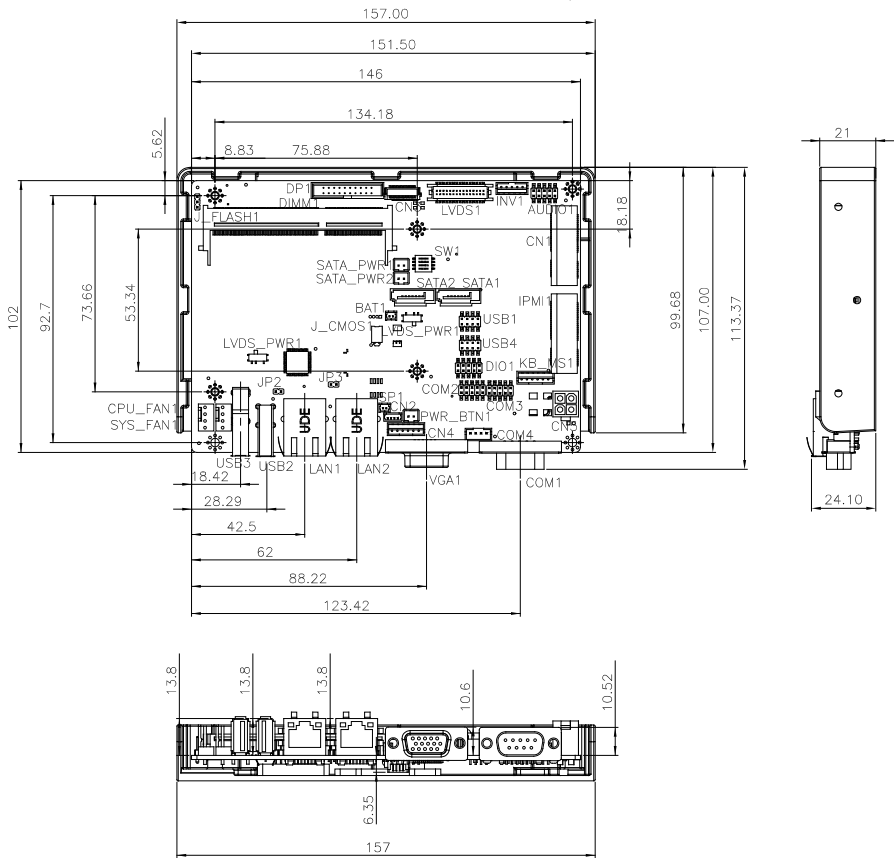 157.00
151.50
146
134.18
5.62
8.83
75.88
21
DP1
DIMM1
LVDS1
INV1
AUDIO1
18.18
J_FLASH1
CN1
SW1
SATA_PWR1
SATA_PWR2
SATA2
SATA1
102
92.7
73.66
53.34
99.68
107.00
113.37
BAT1
IPMI1
J_CMOS1
LVDS_PWR1
USB1
LVDS_PWR1
USB4
DIO1
KB_MS1
JP2
JP3
COM2
CPU_FAN1
SYS_FAN1
UDE
UDE
CN2
PWR_BTN1
COM3
CN4
COM4
USB3
USB2
LAN1
LAN2
VGA1
COM1
18.42
24.10
28.29
42.5
62
88.22
123.42
13.8
13.8
13.8
10.6
10.52
6.35
157